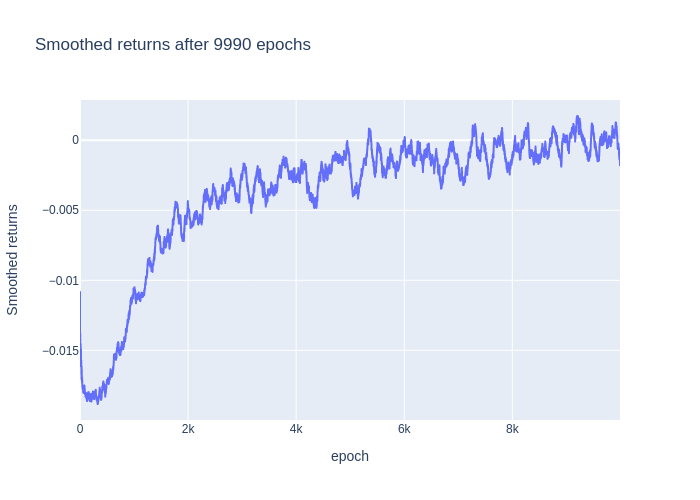 Smoothed returns after 9990 epochs
Smoothed returns
0
−0.005
−0.01
−0.015
0
2k
4k
6k
8k
epoch